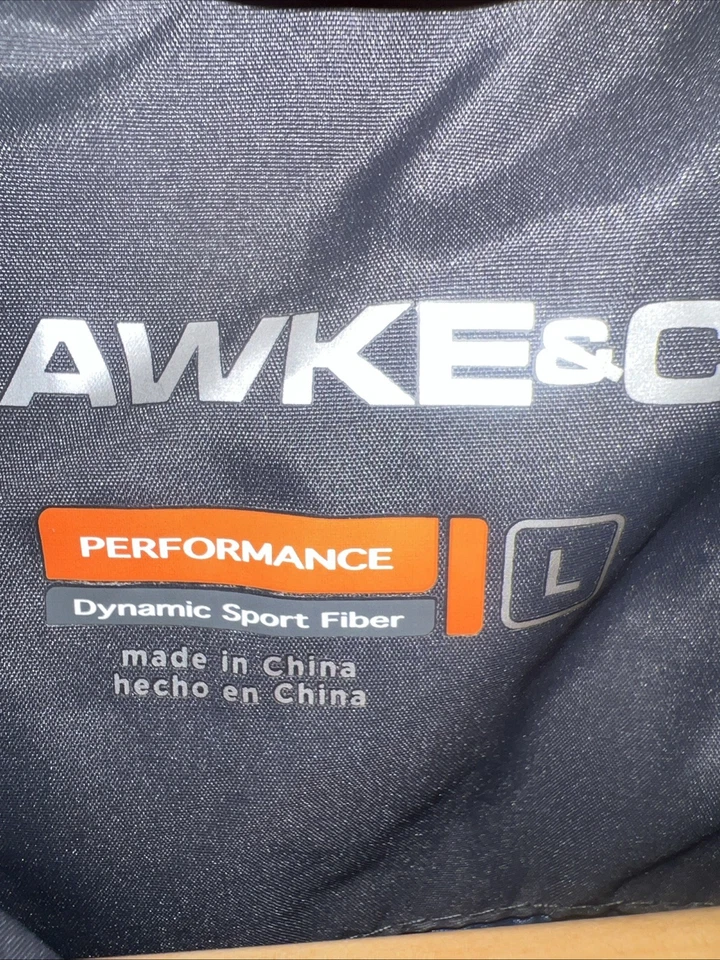 AWKE&C
PERFORMANCE
Dynamic Sport Fiber
L
made in China
hecho en China